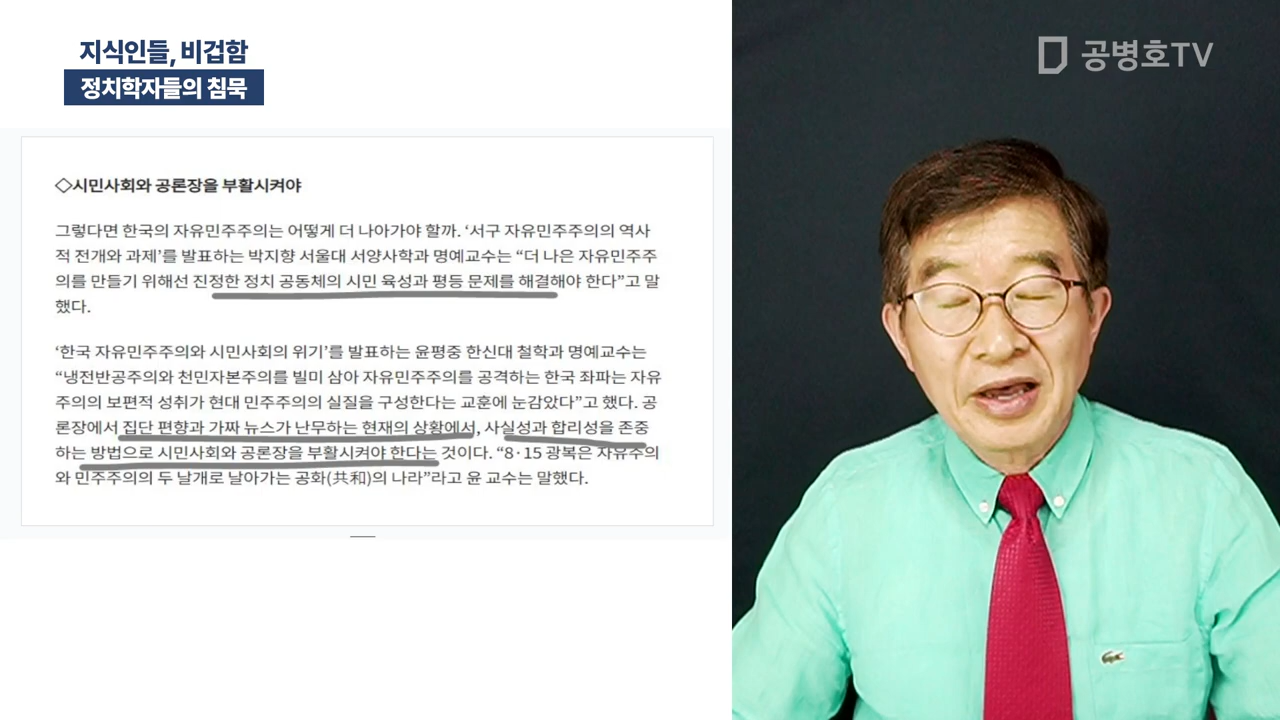 지식인들, 비겁함
정치학자들의 침묵
공병호TV
◇시민사회와 공론장을 부활시켜야
그렇다면 한국의 자유민주주의는 어떻게 더 나아가야 할까. ‘서구 자유민주주의의 역사
적 전개와 과제’를 발표하는 박지향 서울대 서양사학과 명예교수는 “더 나은 자유민주주
의를 만들기 위해선 진정한 정치 공동체의 시민 육성과 평등 문제를 해결해야 한다”고 말
했다.
‘한국 자유민주주의와 시민사회의 위기’를 발표하는 윤평중 한신대 철학과 명예교수는
“냉전반공주의와 천민자본주의를 빌미 삼아 자유민주주의를 공격하는 한국 좌파는 자유
주의의 보편적 성취가 현대 민주주의의 실질을 구성한다는 교훈에 눈감았다”고 했다. 공
론장에서 집단 편향과 가짜 뉴스가 난무하는 현재의 상황에서, 사실성과 합리성을 존중
하는 방법으로 시민사회와 공론장을 부활시켜야 한다는 것이다. “8·15 광복은 자유주의
와 민주주의의 두 날개로 날아가는 공화(共和)의 나라”라고 윤 교수는 말했다.